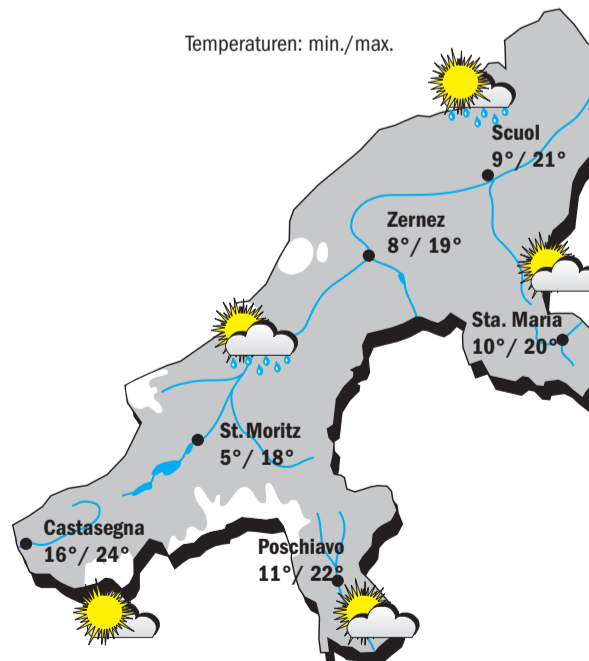 Temperaturen: min./max.
Scuol
9°/ 21°
Zernez
8°/ 19°
Sta. Maria
10°/ 20°
St. Moritz
5°/ 18°
Castasegna
16°/ 24°
Poschiavo
11°/ 22°